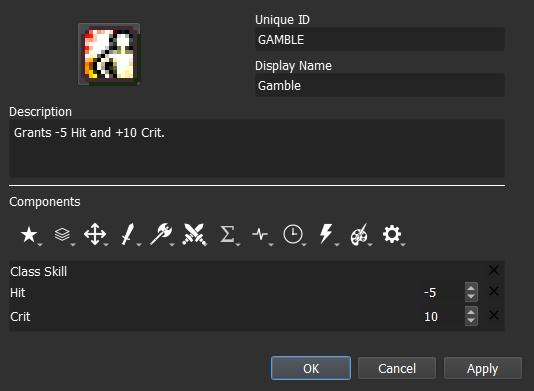 Unique ID
GAMBLE
Display Name
Gamble
Description
Grants -5 Hit and +10 Crit.
Components
Class Skill
Hit -5
Crit 10
OK Cancel Apply